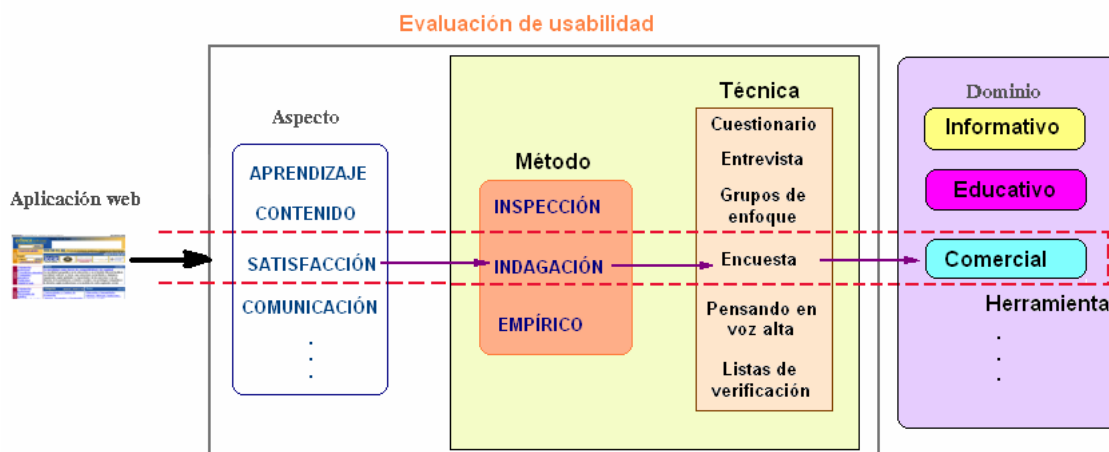 Evaluación de usabilidad
Aplicación web
Aspecto
APRENDIZAJE
CONTENIDO
SATISFACCIÓN
COMUNICACIÓN
Método
INSPECCIÓN
INDAGACIÓN
EMPÍRICO
Técnica
Cuestionario
Entrevista
Grupos de
enfoque
Encuesta
Pensando en
voz alta
Listas de
verificación
Dominio
Informativo
Educativo
Comercial
Herramienta